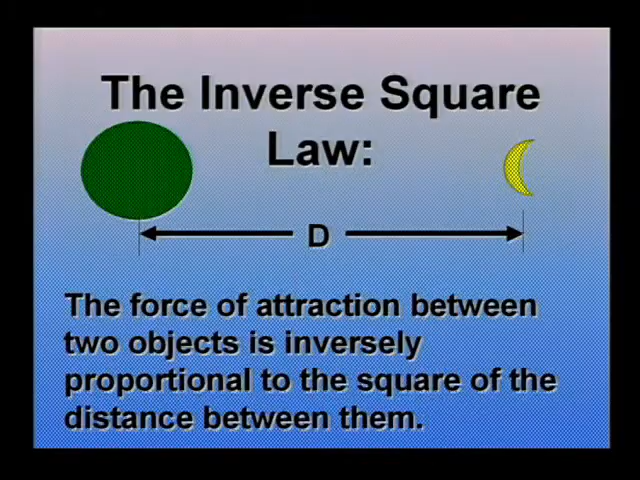 The Inverse Square
Law:
D
The force of attraction between
two objects is inversely
proportional to the square of the
distance between them.